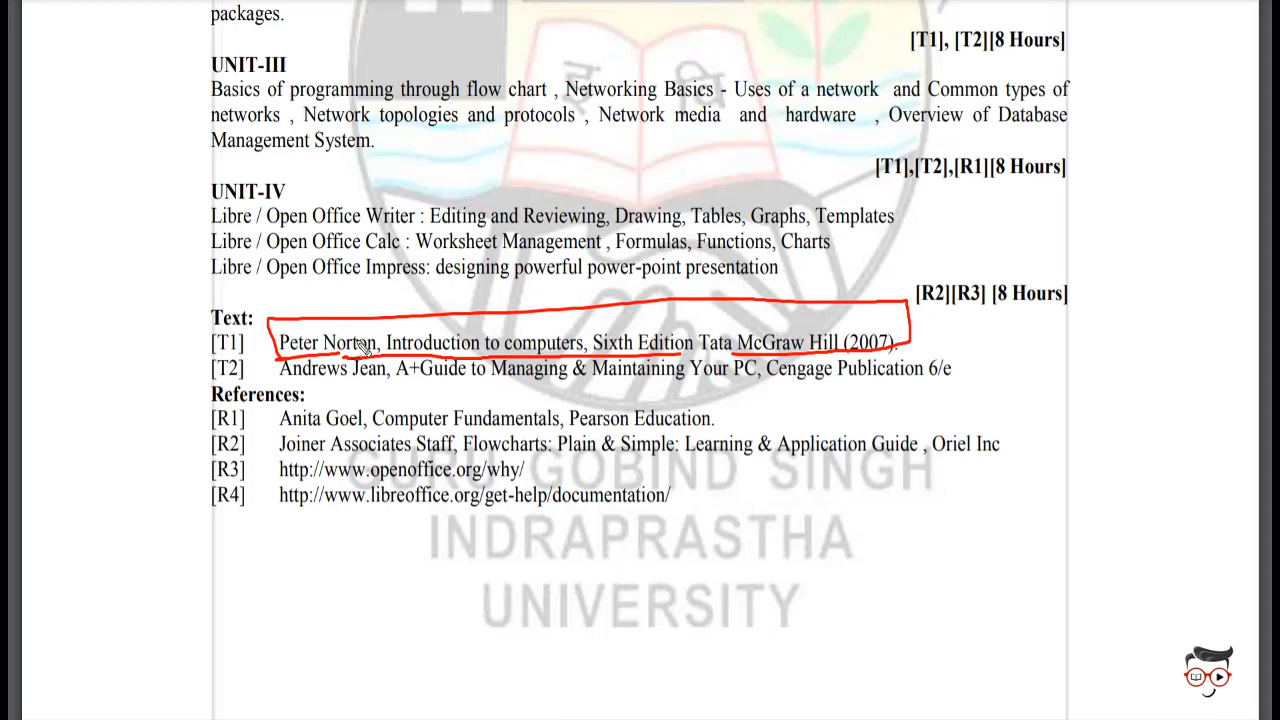 packages.
[T1], [T2][8 Hours]
UNIT-III
Basics of programming through flow chart , Networking Basics - Uses of a network and Common types of
networks , Network topologies and protocols , Network media and hardware , Overview of Database
Management System.
[T1],[T2],[R1][8 Hours]
UNIT-IV
Libre / Open Office Writer : Editing and Reviewing, Drawing, Tables, Graphs, Templates
Libre / Open Office Calc : Worksheet Management , Formulas, Functions, Charts
Libre / Open Office Impress: designing powerful power-point presentation
[R2][R3] [8 Hours]
Text:
[T1] Peter Norton, Introduction to computers, Sixth Edition Tata McGraw Hill (2007).
[T2] Andrews Jean, A+Guide to Managing & Maintaining Your PC, Cengage Publication 6/e
References:
[R1] Anita Goel, Computer Fundamentals, Pearson Education.
[R2] Joiner Associates Staff, Flowcharts: Plain & Simple: Learning & Application Guide , Oriel Inc
[R3] http://www.openoffice.org/why/
[R4] http://www.libreoffice.org/get-help/documentation/
GURU GOBIND SINGH
INDRAPRASTHA
UNIVERSITY